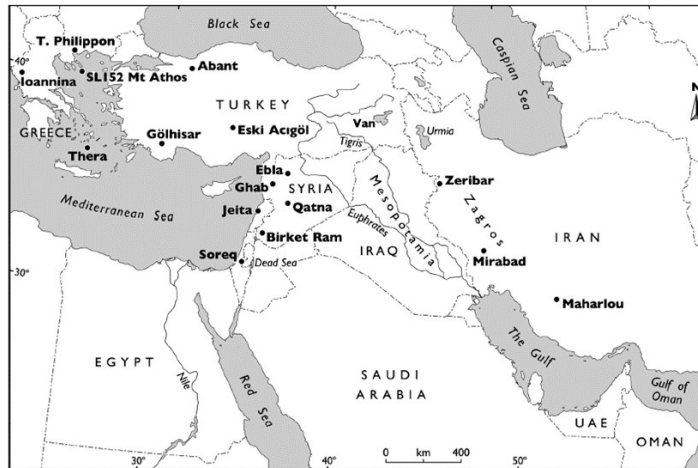 Black Sea
Caspian Sea
T. Philippon
40°
Abant
Ioannina
SL152 Mt Athos
N
TURKEY
Van
Urmia
GREECE
Gölhisar
Eski Acıgöl
Tigris
Thera
Ebla
Zeribar
Ghab
SYRIA
Mesopotamia
Zagros
Mediterranean Sea
Jeita
Qatna
Euphrates
IRAN
Birket Ram
IRAQ
Mirabad
Soreq
Dead Sea
30°
Maharlou
The Gulf
EGYPT
Nile
Red Sea
SAUDI
ARABIA
Gulf of
Oman
UAE
OMAN
0 km 400
30°
40°
50°